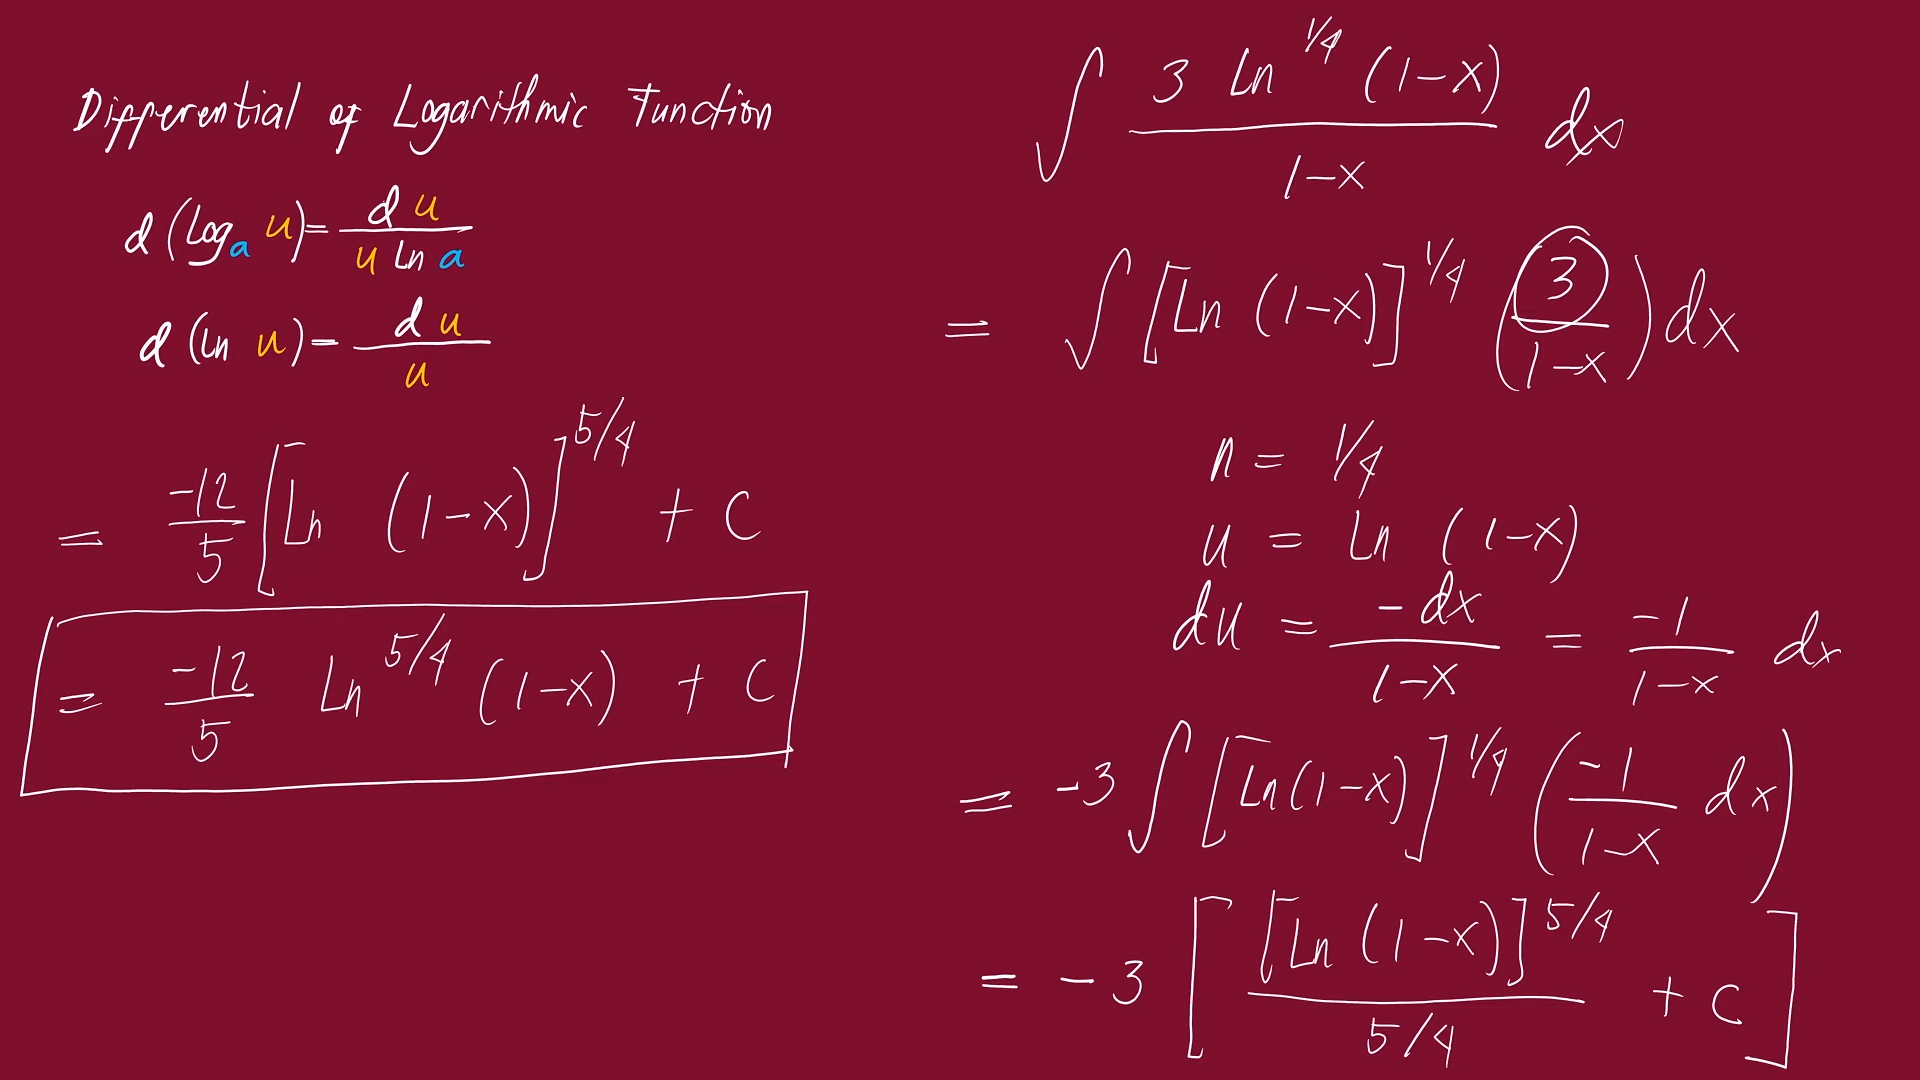 Differential of Logarithmic Function
d (Log_a u) = du / (u Ln a)
d (Ln u) = du / u
∫ 3 Ln^{1/4} (1-x) / (1-x) dx
= ∫ [Ln (1-x)]^{1/4} (3 / (1-x)) dx
n = 1/4
u = Ln (1-x)
du = -dx / (1-x) = -1 / (1-x) dx
= -3 ∫ [Ln (1-x)]^{1/4} (-1 / (1-x) dx)
= -3 [ [Ln (1-x)]^{5/4} / (5/4) + C ]
= -12/5 [Ln (1-x)]^{5/4} + C
= -12/5 Ln^{5/4} (1-x) + C